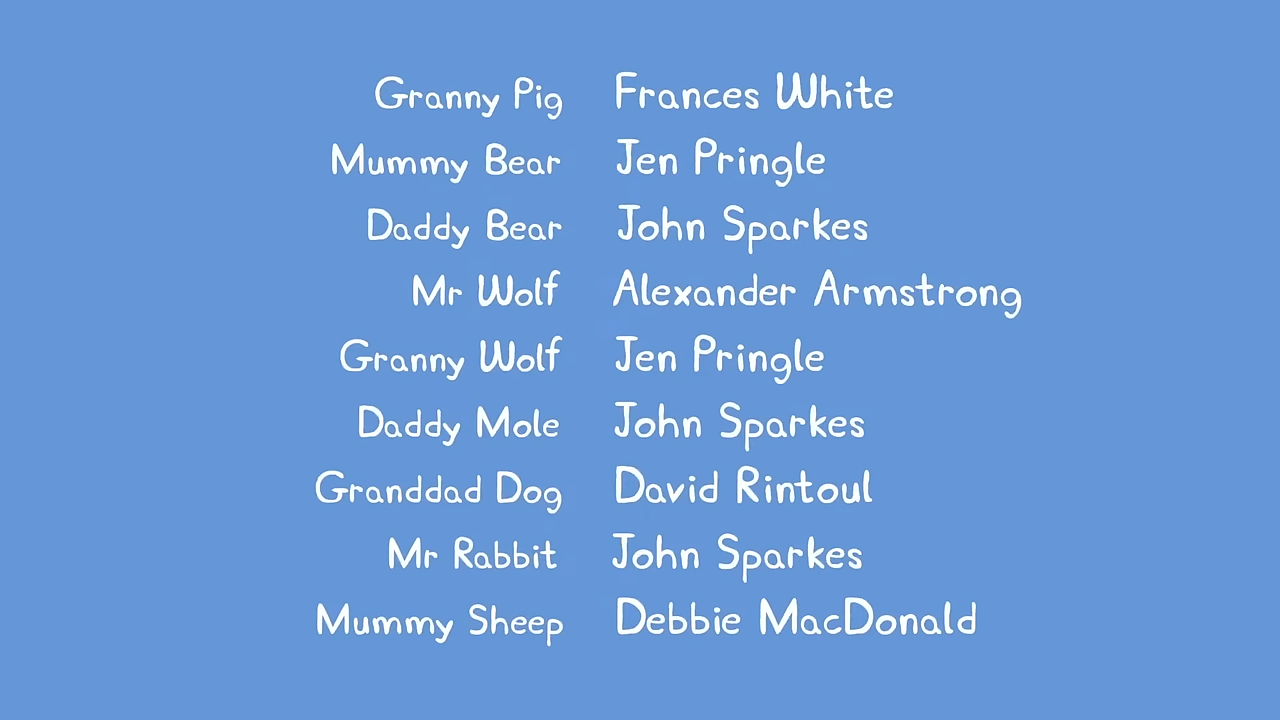 Granny Pig Frances White
Mummy Bear Jen Pringle
Daddy Bear John Sparkes
Mr Wolf Alexander Armstrong
Granny Wolf Jen Pringle
Daddy Mole John Sparkes
Granddad Dog David Rintoul
Mr Rabbit John Sparkes
Mummy Sheep Debbie MacDonald